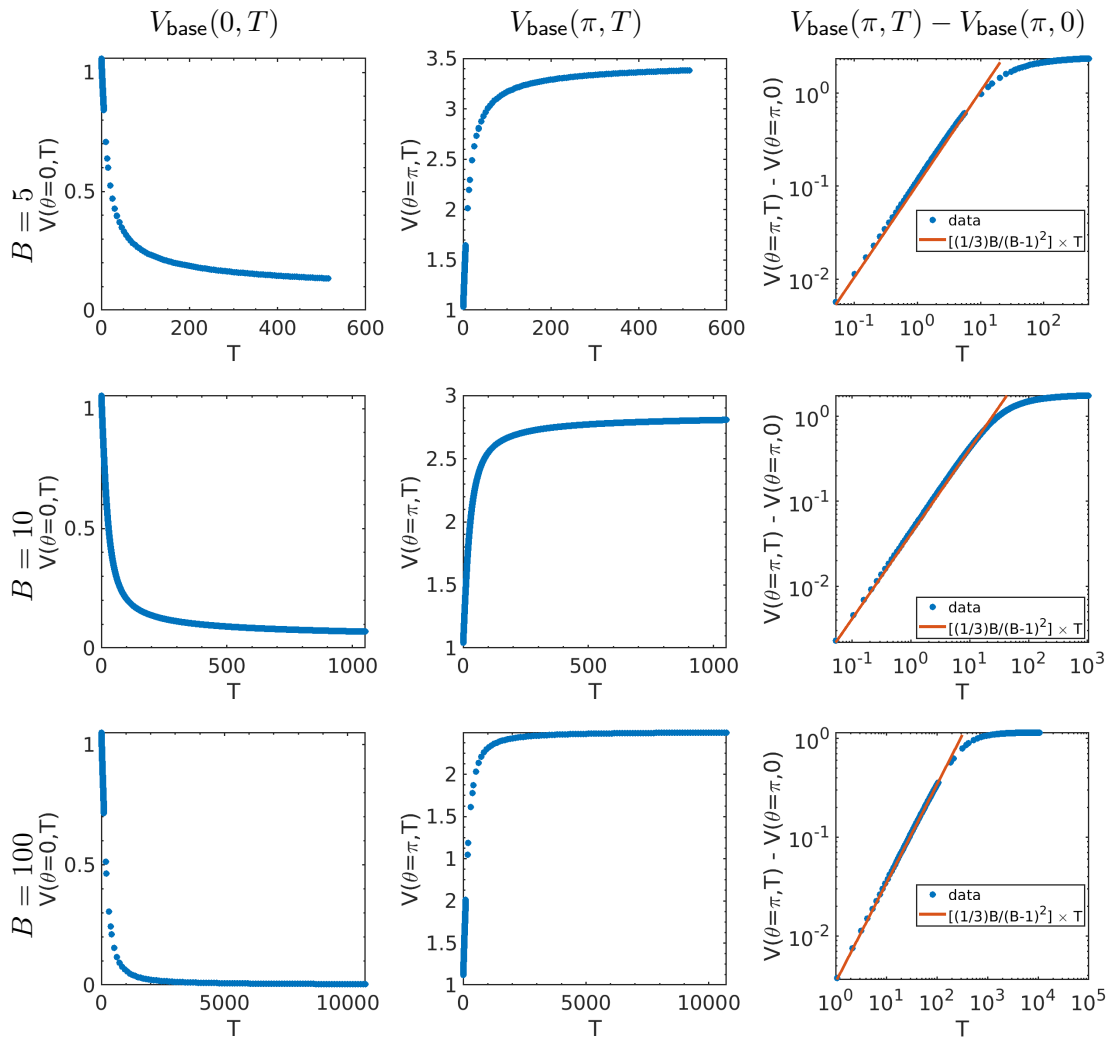 V_base(0, T)
V_base(π, T)
V_base(π, T) − V_base(π, 0)
B = 5
V(θ=0,T)
1
0.5
0
0
200
400
600
T
V(θ=π,T)
3.5
3
2.5
2
1.5
1
0
200
400
600
T
V(θ=π,T) - V(θ=π,0)
10^0
10^-1
10^-2
10^-1
10^0
10^1
10^2
T
data
[(1/3)B/(B-1)^2] × T
B = 10
V(θ=0,T)
1
0.5
0
0
500
1000
T
V(θ=π,T)
3
2.5
2
1.5
1
0
500
1000
T
V(θ=π,T) - V(θ=π,0)
10^0
10^-1
10^-2
10^-1
10^0
10^1
10^2
10^3
T
data
[(1/3)B/(B-1)^2] × T
B = 100
V(θ=0,T)
1
0.5
0
0
5000
10000
T
V(θ=π,T)
2
1.5
1
2
1.5
1
0
5000
10000
T
V(θ=π,T) - V(θ=π,0)
10^0
10^-1
10^-2
10^0
10^1
10^2
10^3
10^4
10^5
T
data
[(1/3)B/(B-1)^2] × T